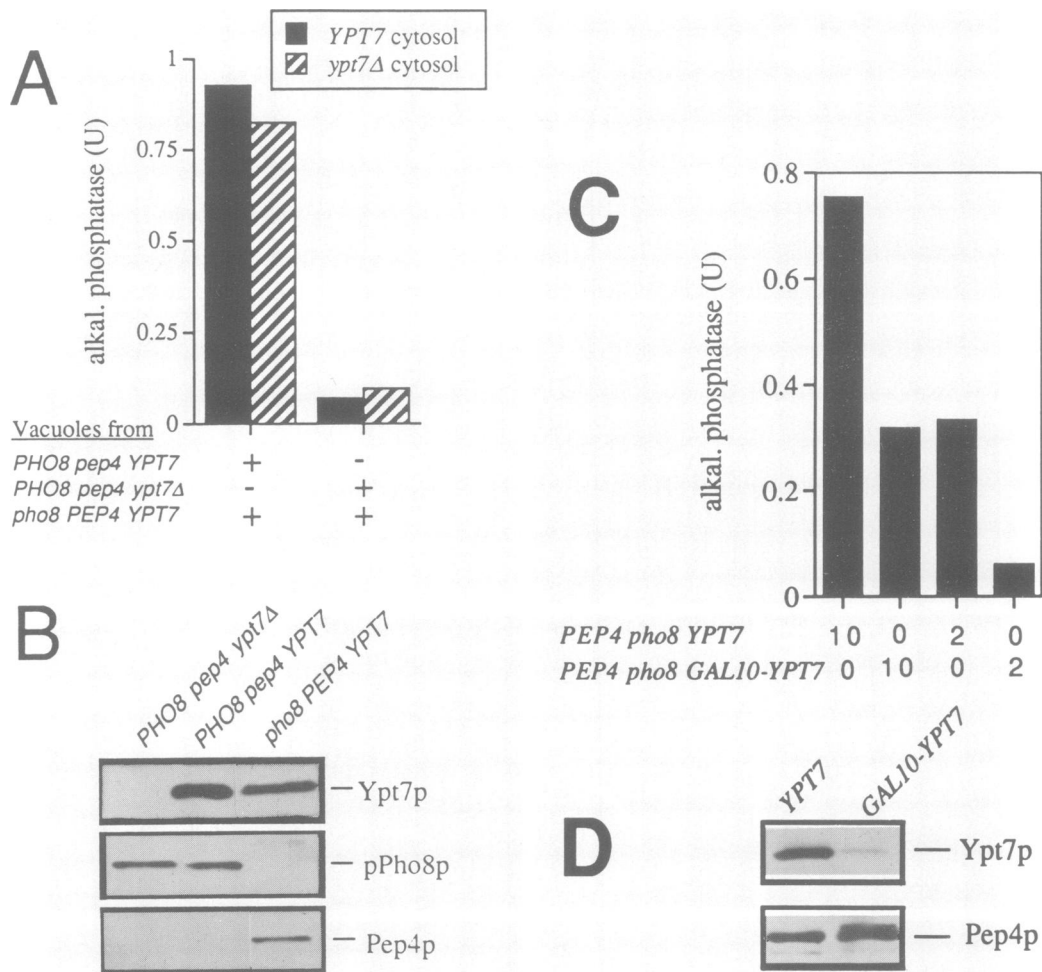 A
YPT7 cytosol
ypt7Δ cytosol
alkal. phosphatase (U)
1
0.75
0.5
0.25
0
Vacuoles from
PHO8 pep4 YPT7 + -
PHO8 pep4 ypt7Δ - +
pho8 PEP4 YPT7 + +
B
PHO8 pep4 ypt7Δ
PHO8 pep4 YPT7
pho8 PEP4 YPT7
Ypt7p
pPho8p
Pep4p
C
alkal. phosphatase (U)
0.8
0.6
0.4
0.2
0
PEP4 pho8 YPT7 10 0 2 0
PEP4 pho8 GAL10-YPT7 0 10 0 2
D
YPT7
GAL10-YPT7
Ypt7p
Pep4p